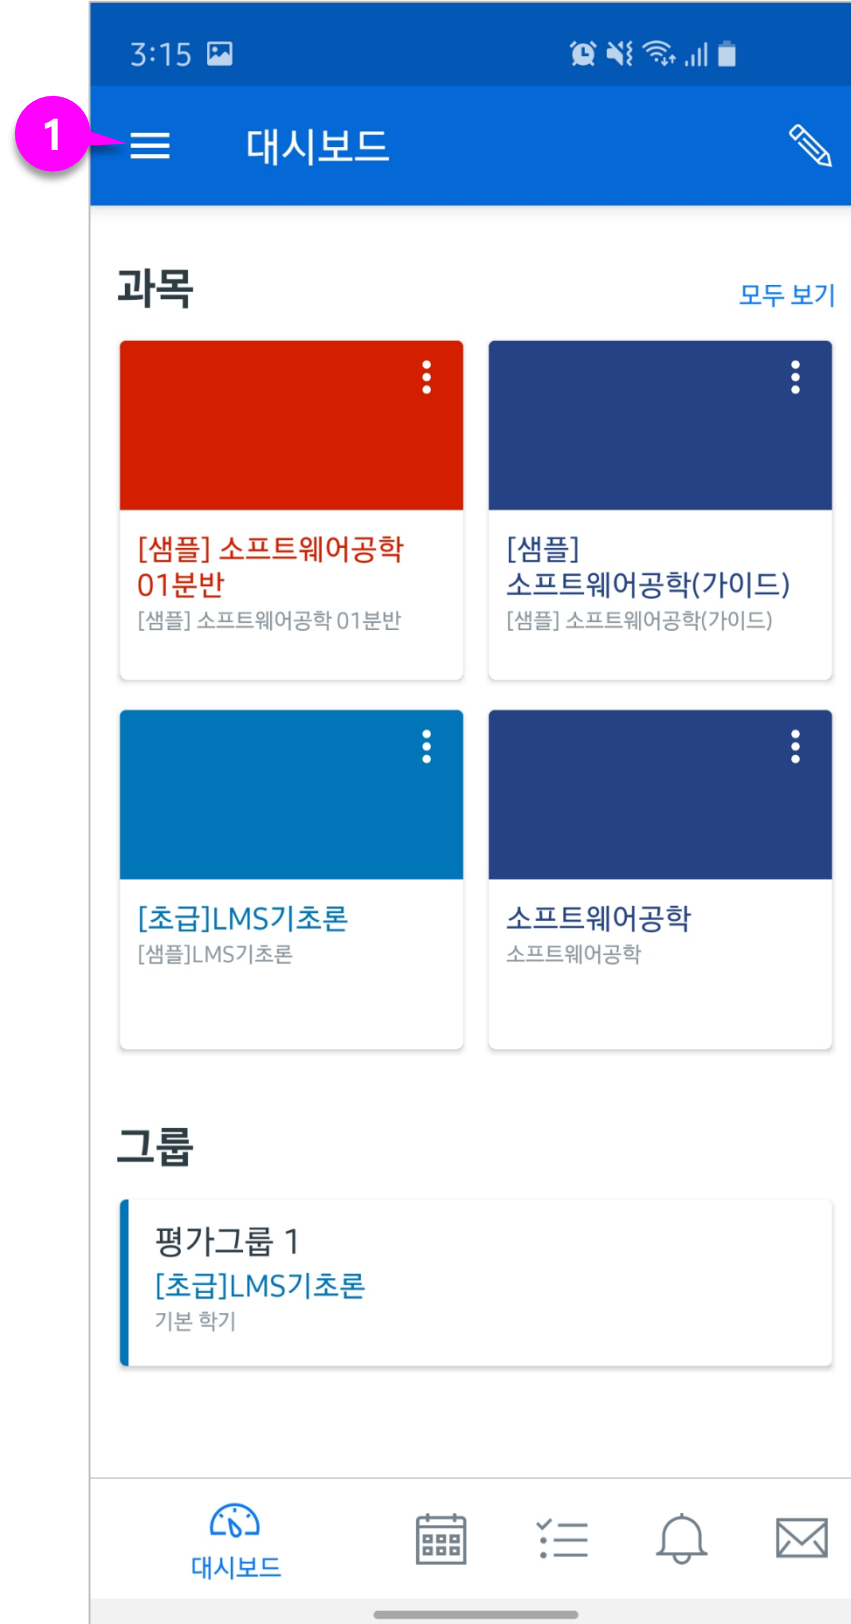 3:15
1
대시보드
과목
모두 보기
[샘플] 소프트웨어공학
01분반
[샘플] 소프트웨어공학 01분반
[샘플]
소프트웨어공학(가이드)
[샘플] 소프트웨어공학(가이드)
[초급]LMS기초론
[샘플]LMS기초론
소프트웨어공학
소프트웨어공학
그룹
평가그룹 1
[초급]LMS기초론
기본 학기
대시보드